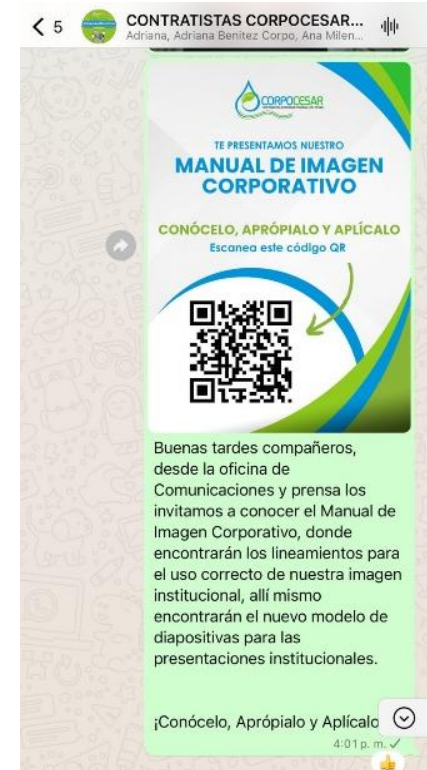 5
CONTRATISTAS CORPOCESAR...
Adriana, Adriana Benitez Corpo, Ana Milen...
CORPOCESAR
TE PRESENTAMOS NUESTRO
MANUAL DE IMAGEN
CORPORATIVO
CONÓCELO, APRÓPIALO Y APLÍCALO
Escanea este código QR
Buenas tardes compañeros,
desde la oficina de
Comunicaciones y prensa los
invitamos a conocer el Manual de
Imagen Corporativo, donde
encontrarán los lineamientos para
el uso correcto de nuestra imagen
institucional, allí mismo
encontrarán el nuevo modelo de
diapositivas para las
presentaciones institucionales.
¡Conócelo, Aprópialo y Aplícalo
4:01 p. m.